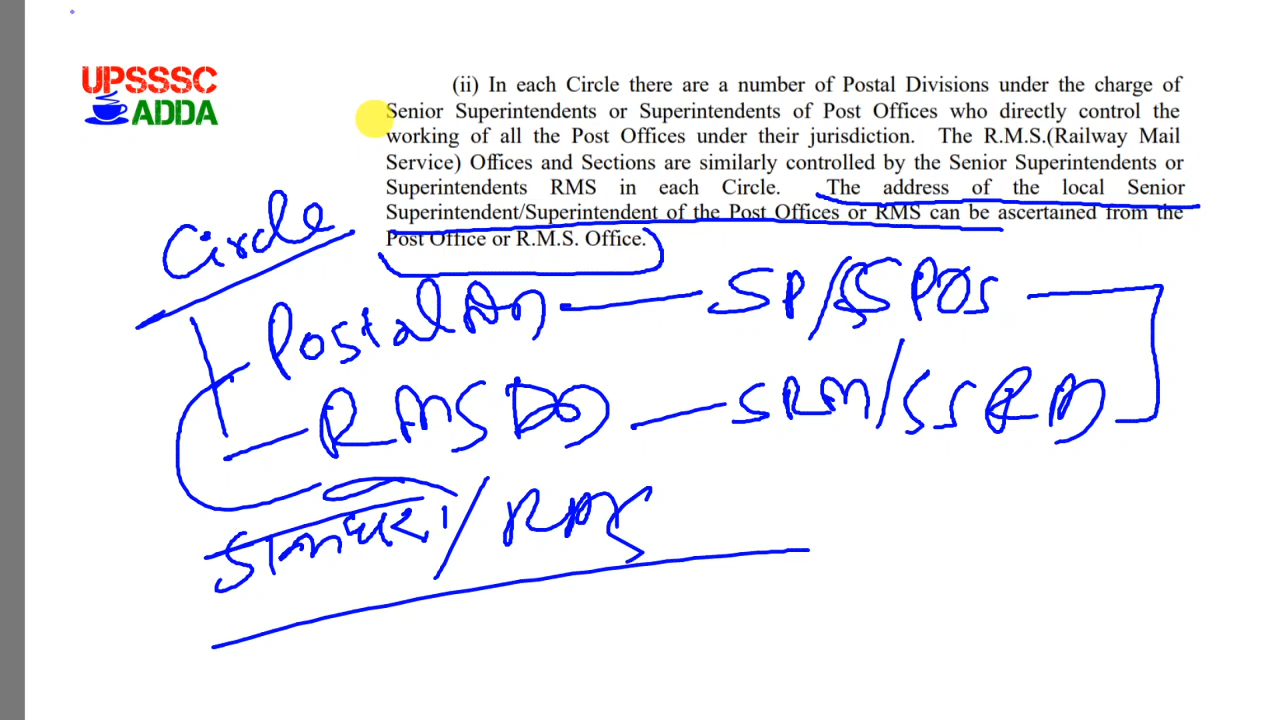 UPSSSC
ADDA
(ii) In each Circle there are a number of Postal Divisions under the charge of
Senior Superintendents or Superintendents of Post Offices who directly control the
working of all the Post Offices under their jurisdiction. The R.M.S.(Railway Mail
Service) Offices and Sections are similarly controlled by the Senior Superintendents or
Superintendents RMS in each Circle. The address of the local Senior
Superintendent/Superintendent of the Post Offices or RMS can be ascertained from the
Post Office or R.M.S. Office.
Circle
Postal Dn SP/SSPOs
RMS SRM/SSRM
/RMS